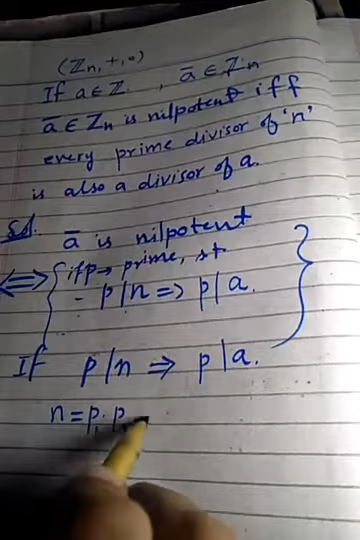 (ℤn, +, ∘)
If a∈ℤ , a̅ ∈ ℤn
a̅ ∈ ℤn is nilpotent iff
every prime divisor of 'n'
is also a divisor of a.
Sol. a̅ is nilpotent
⟺ { if p→ prime, st
- p|n ⟹ p|a. }
If p|n ⟹ p|a.
n = p₁. p